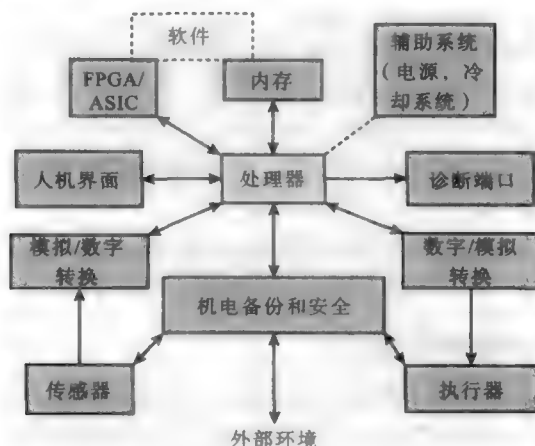 软件
FPGA/
ASIC
内存
辅助系统
（电源，冷
却系统）
人机界面
处理器
诊断端口
模拟/数字
转换
数字/模拟
转换
机电备份和安全
传感器
执行器
外部环境